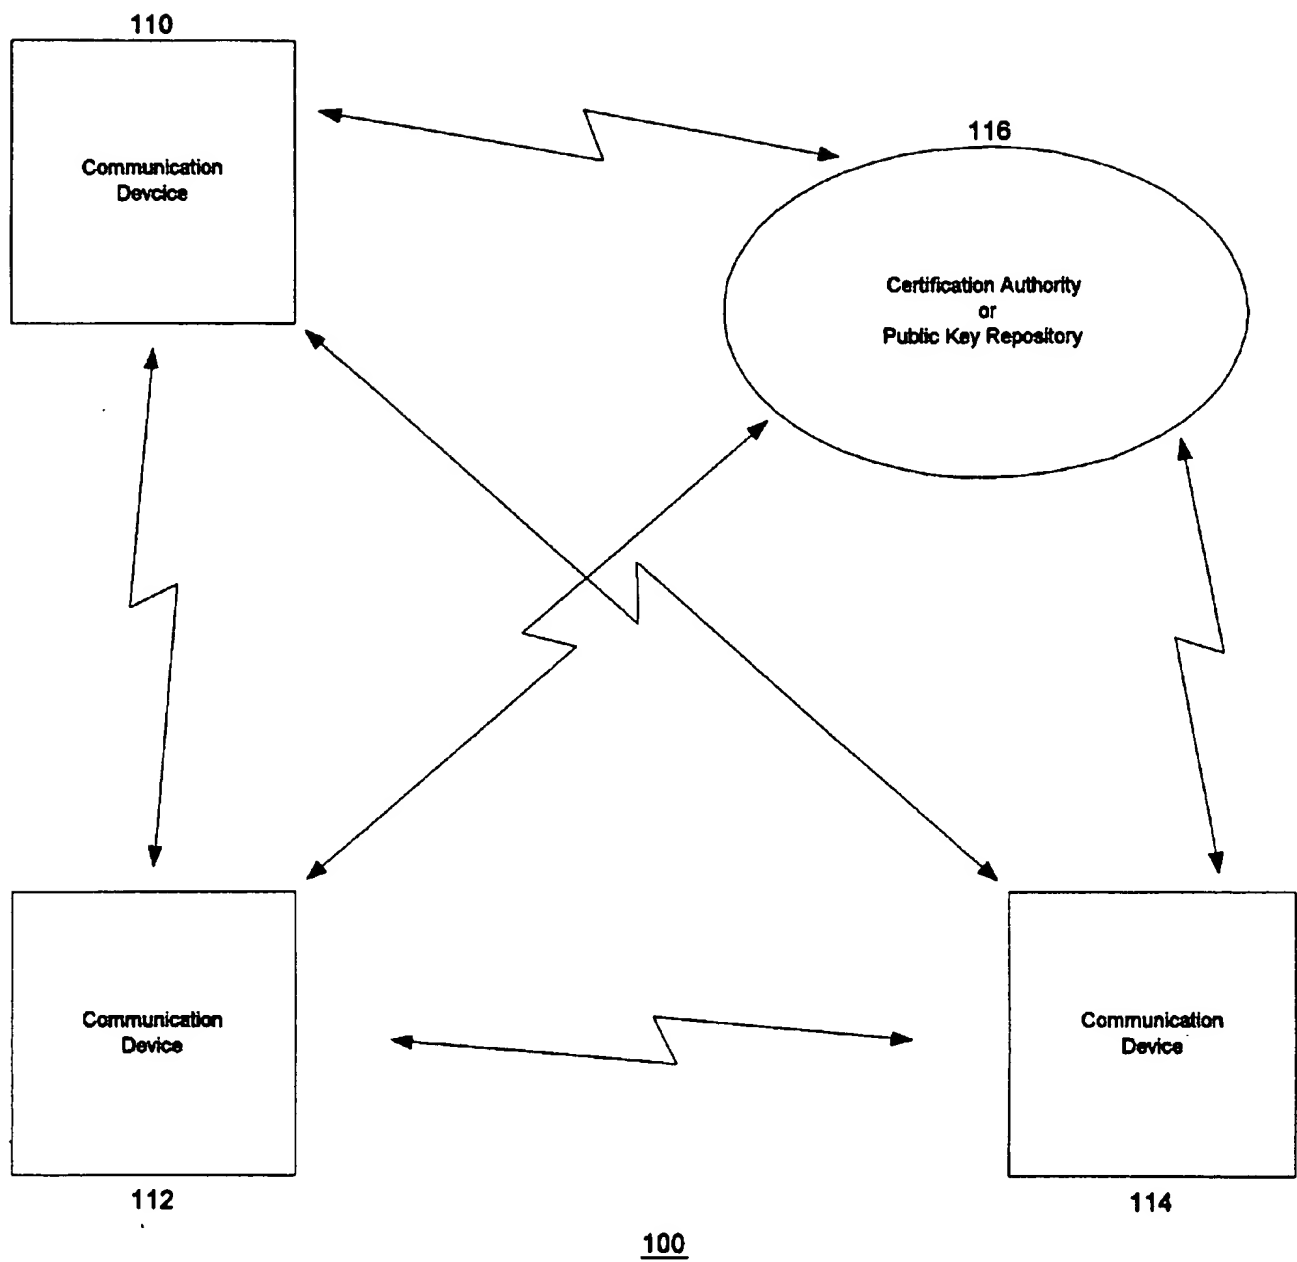 110
Communication
Devcice
116
Certification Authority
or
Public Key Repository
Communication
Device
Communication
Device
112
114
100